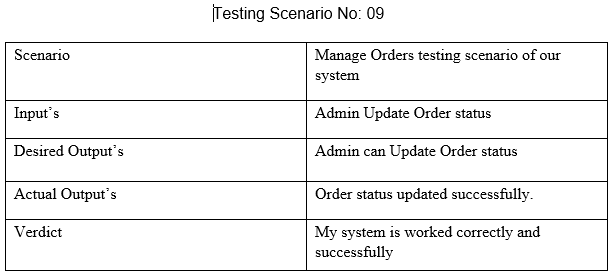 Testing Scenario No: 09
Scenario
Manage Orders testing scenario of our
system
Input’s
Admin Update Order status
Desired Output’s
Admin can Update Order status
Actual Output’s
Order status updated successfully.
Verdict
My system is worked correctly and
successfully